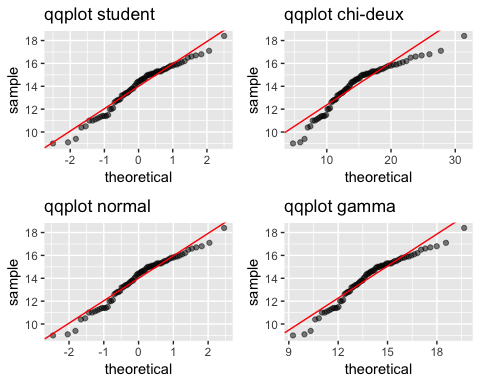 qqplot student
18
16
14
12
10
sample
-2 -1 0 1 2
theoretical
qqplot chi-deux
18
16
14
12
10
sample
10 20 30
theoretical
qqplot normal
18
16
14
12
10
sample
-2 -1 0 1 2
theoretical
qqplot gamma
18
16
14
12
10
sample
9 12 15 18
theoretical